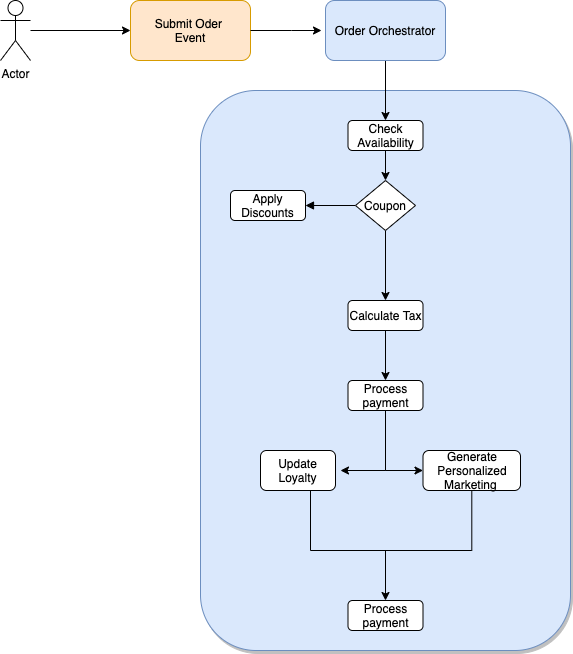 Submit Oder
Event
Order Orchestrator
Actor
Check
Availability
Apply
Discounts
Coupon
Calculate Tax
Process
payment
Update
Loyalty
Generate
Personalized
Marketing
Process
payment